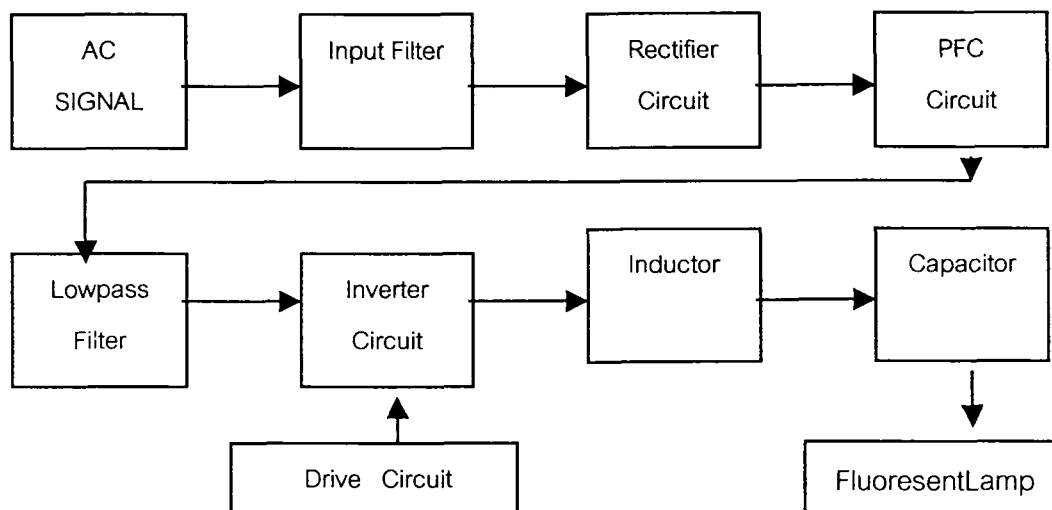 AC
SIGNAL
Input Filter
Rectifier
Circuit
PFC
Circuit
Lowpass
Filter
Inverter
Circuit
Inductor
Capacitor
Drive Circuit
FluoresentLamp